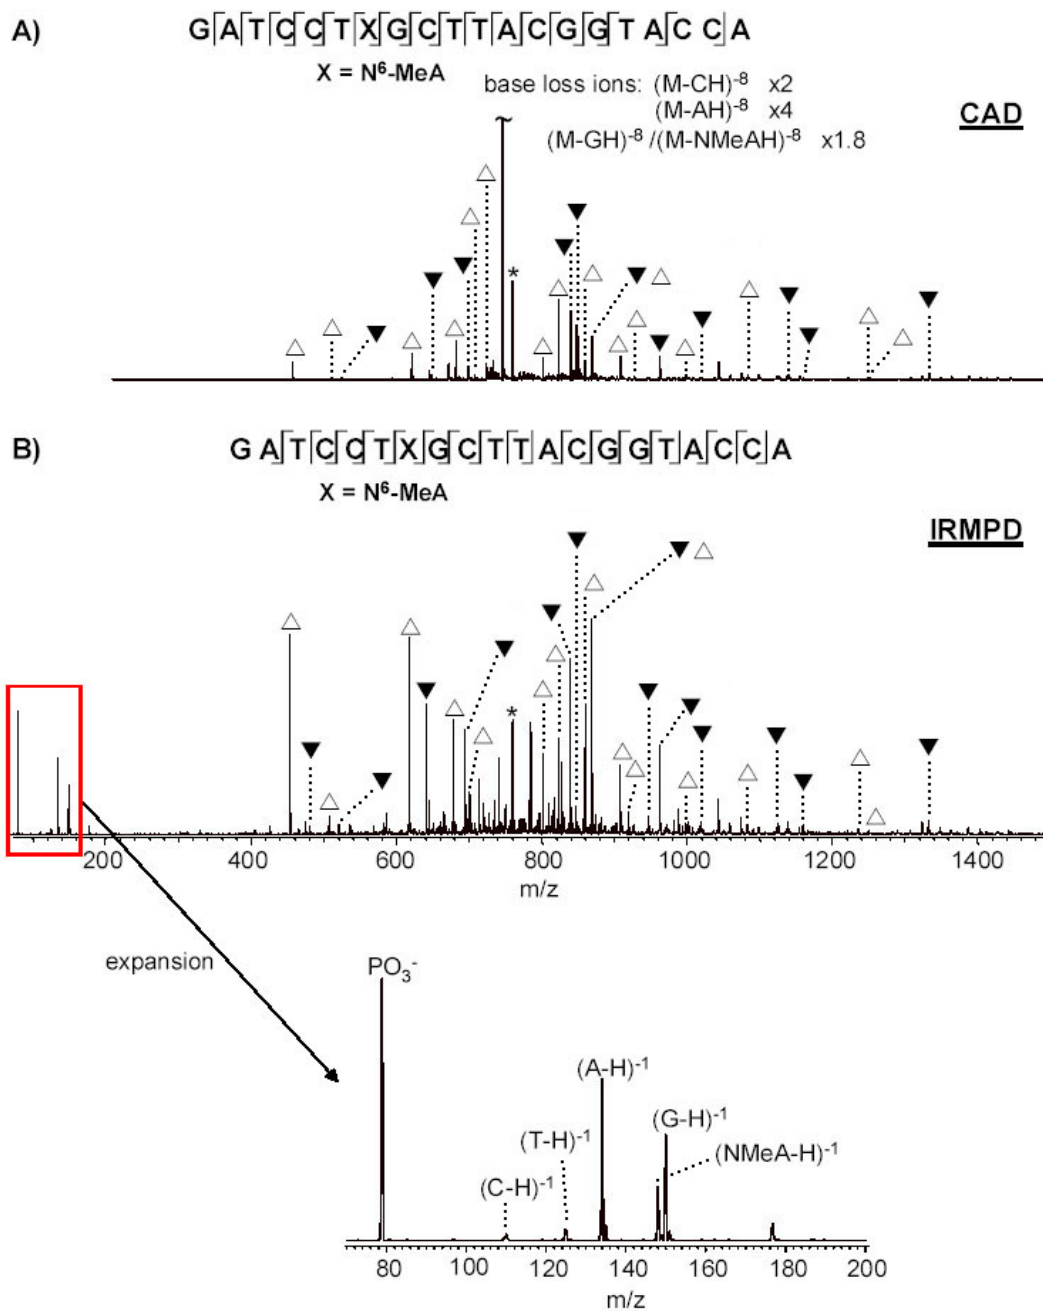 A)
GATCCTXGCTTACGGTACCA
X = N⁶-MeA
base loss ions: (M-CH)⁻⁸ x2
(M-AH)⁻⁸ x4
(M-GH)⁻⁸ /(M-NMeAH)⁻⁸ x1.8
CAD
*
B)
GATCCTXGCTTACGGTACCA
X = N⁶-MeA
IRMPD
*
200 400 600 800 1000 1200 1400
m/z
expansion
PO₃⁻
(A-H)⁻¹
(G-H)⁻¹
(T-H)⁻¹
(NMeA-H)⁻¹
(C-H)⁻¹
80 100 120 140 160 180 200
m/z